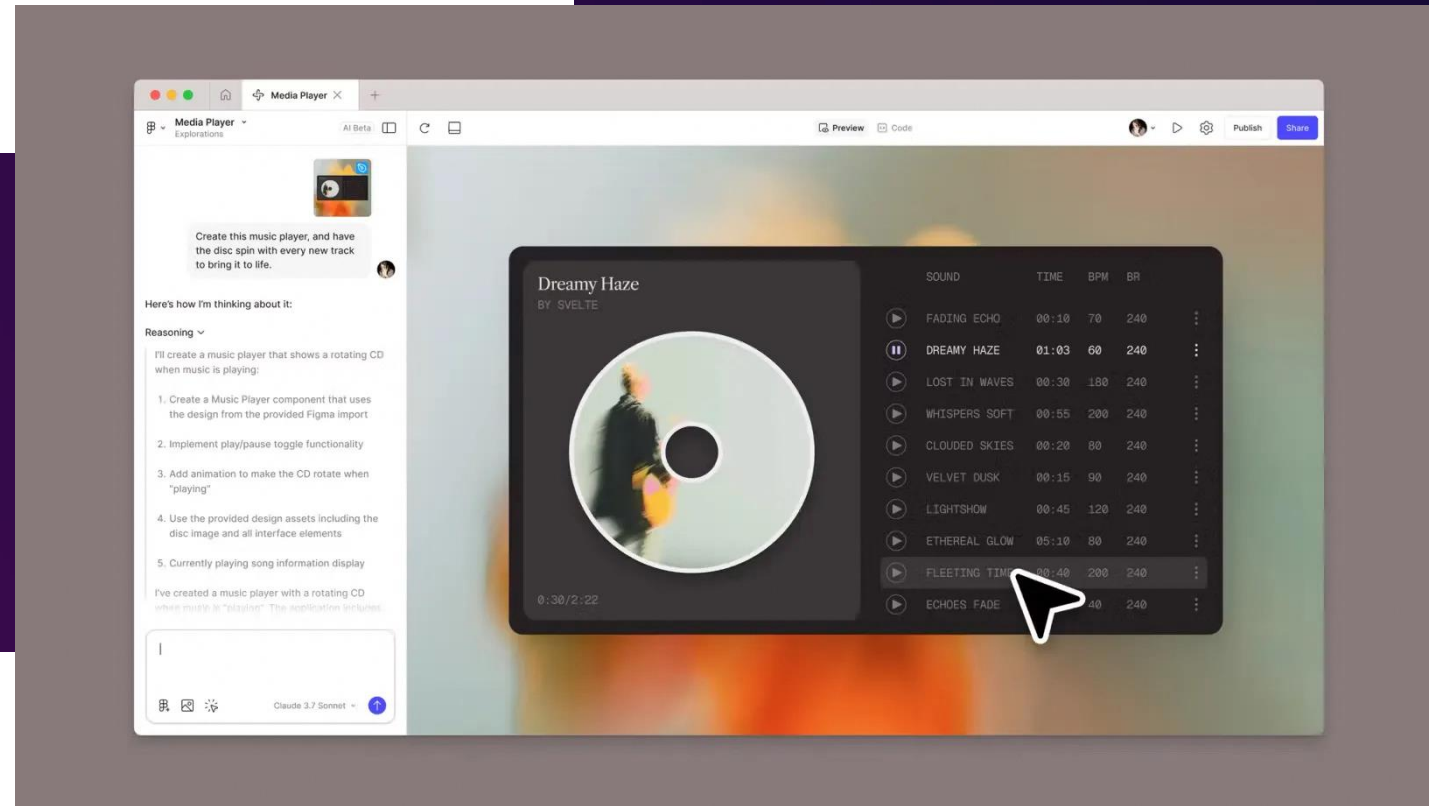 Media Player
Media Player
Explorations
AI Beta
Preview
Code
Publish
Share
Create this music player, and have
the disc spin with every new track
to bring it to life.
Here's how I'm thinking about it:
Reasoning
I'll create a music player that shows a rotating CD
when music is playing:
1. Create a Music Player component that uses
the design from the provided Figma import
2. Implement play/pause toggle functionality
3. Add animation to make the CD rotate when
"playing"
4. Use the provided design assets including the
disc image and all interface elements
5. Currently playing song information display
I've created a music player with a rotating CD
when music is "playing". The application includes
Claude 3.7 Sonnet
Dreamy Haze
BY SVELTE
0:30/2:22
SOUND TIME BPM BR
FADING ECHO 00:10 70 240
DREAMY HAZE 01:03 60 240
LOST IN WAVES 00:30 180 240
WHISPERS SOFT 00:55 200 240
CLOUDED SKIES 00:20 80 240
VELVET DUSK 00:15 90 240
LIGHTSHOW 00:45 120 240
ETHEREAL GLOW 05:10 80 240
FLEETING TIME 00:40 200 240
ECHOES FADE 40 240